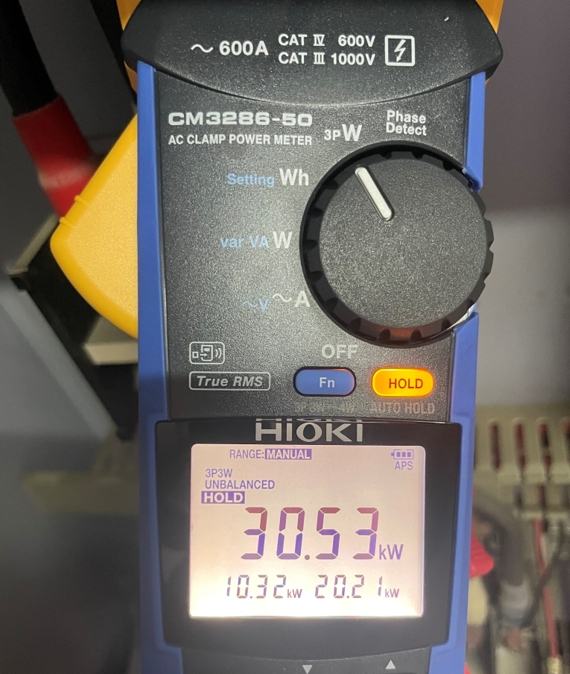 ~ 600A CAT IV 600V
CAT III 1000V
CM3286-50
AC CLAMP POWER METER
3PW
Phase
Detect
Setting Wh
var VA W
~V ~A
OFF
True RMS
Fn
HOLD
3P3W···4W AUTO HOLD
HIOKI
RANGE:MANUAL
APS
3P3W
UNBALANCED
HOLD
30.53kW
10.32kW 20.21kW